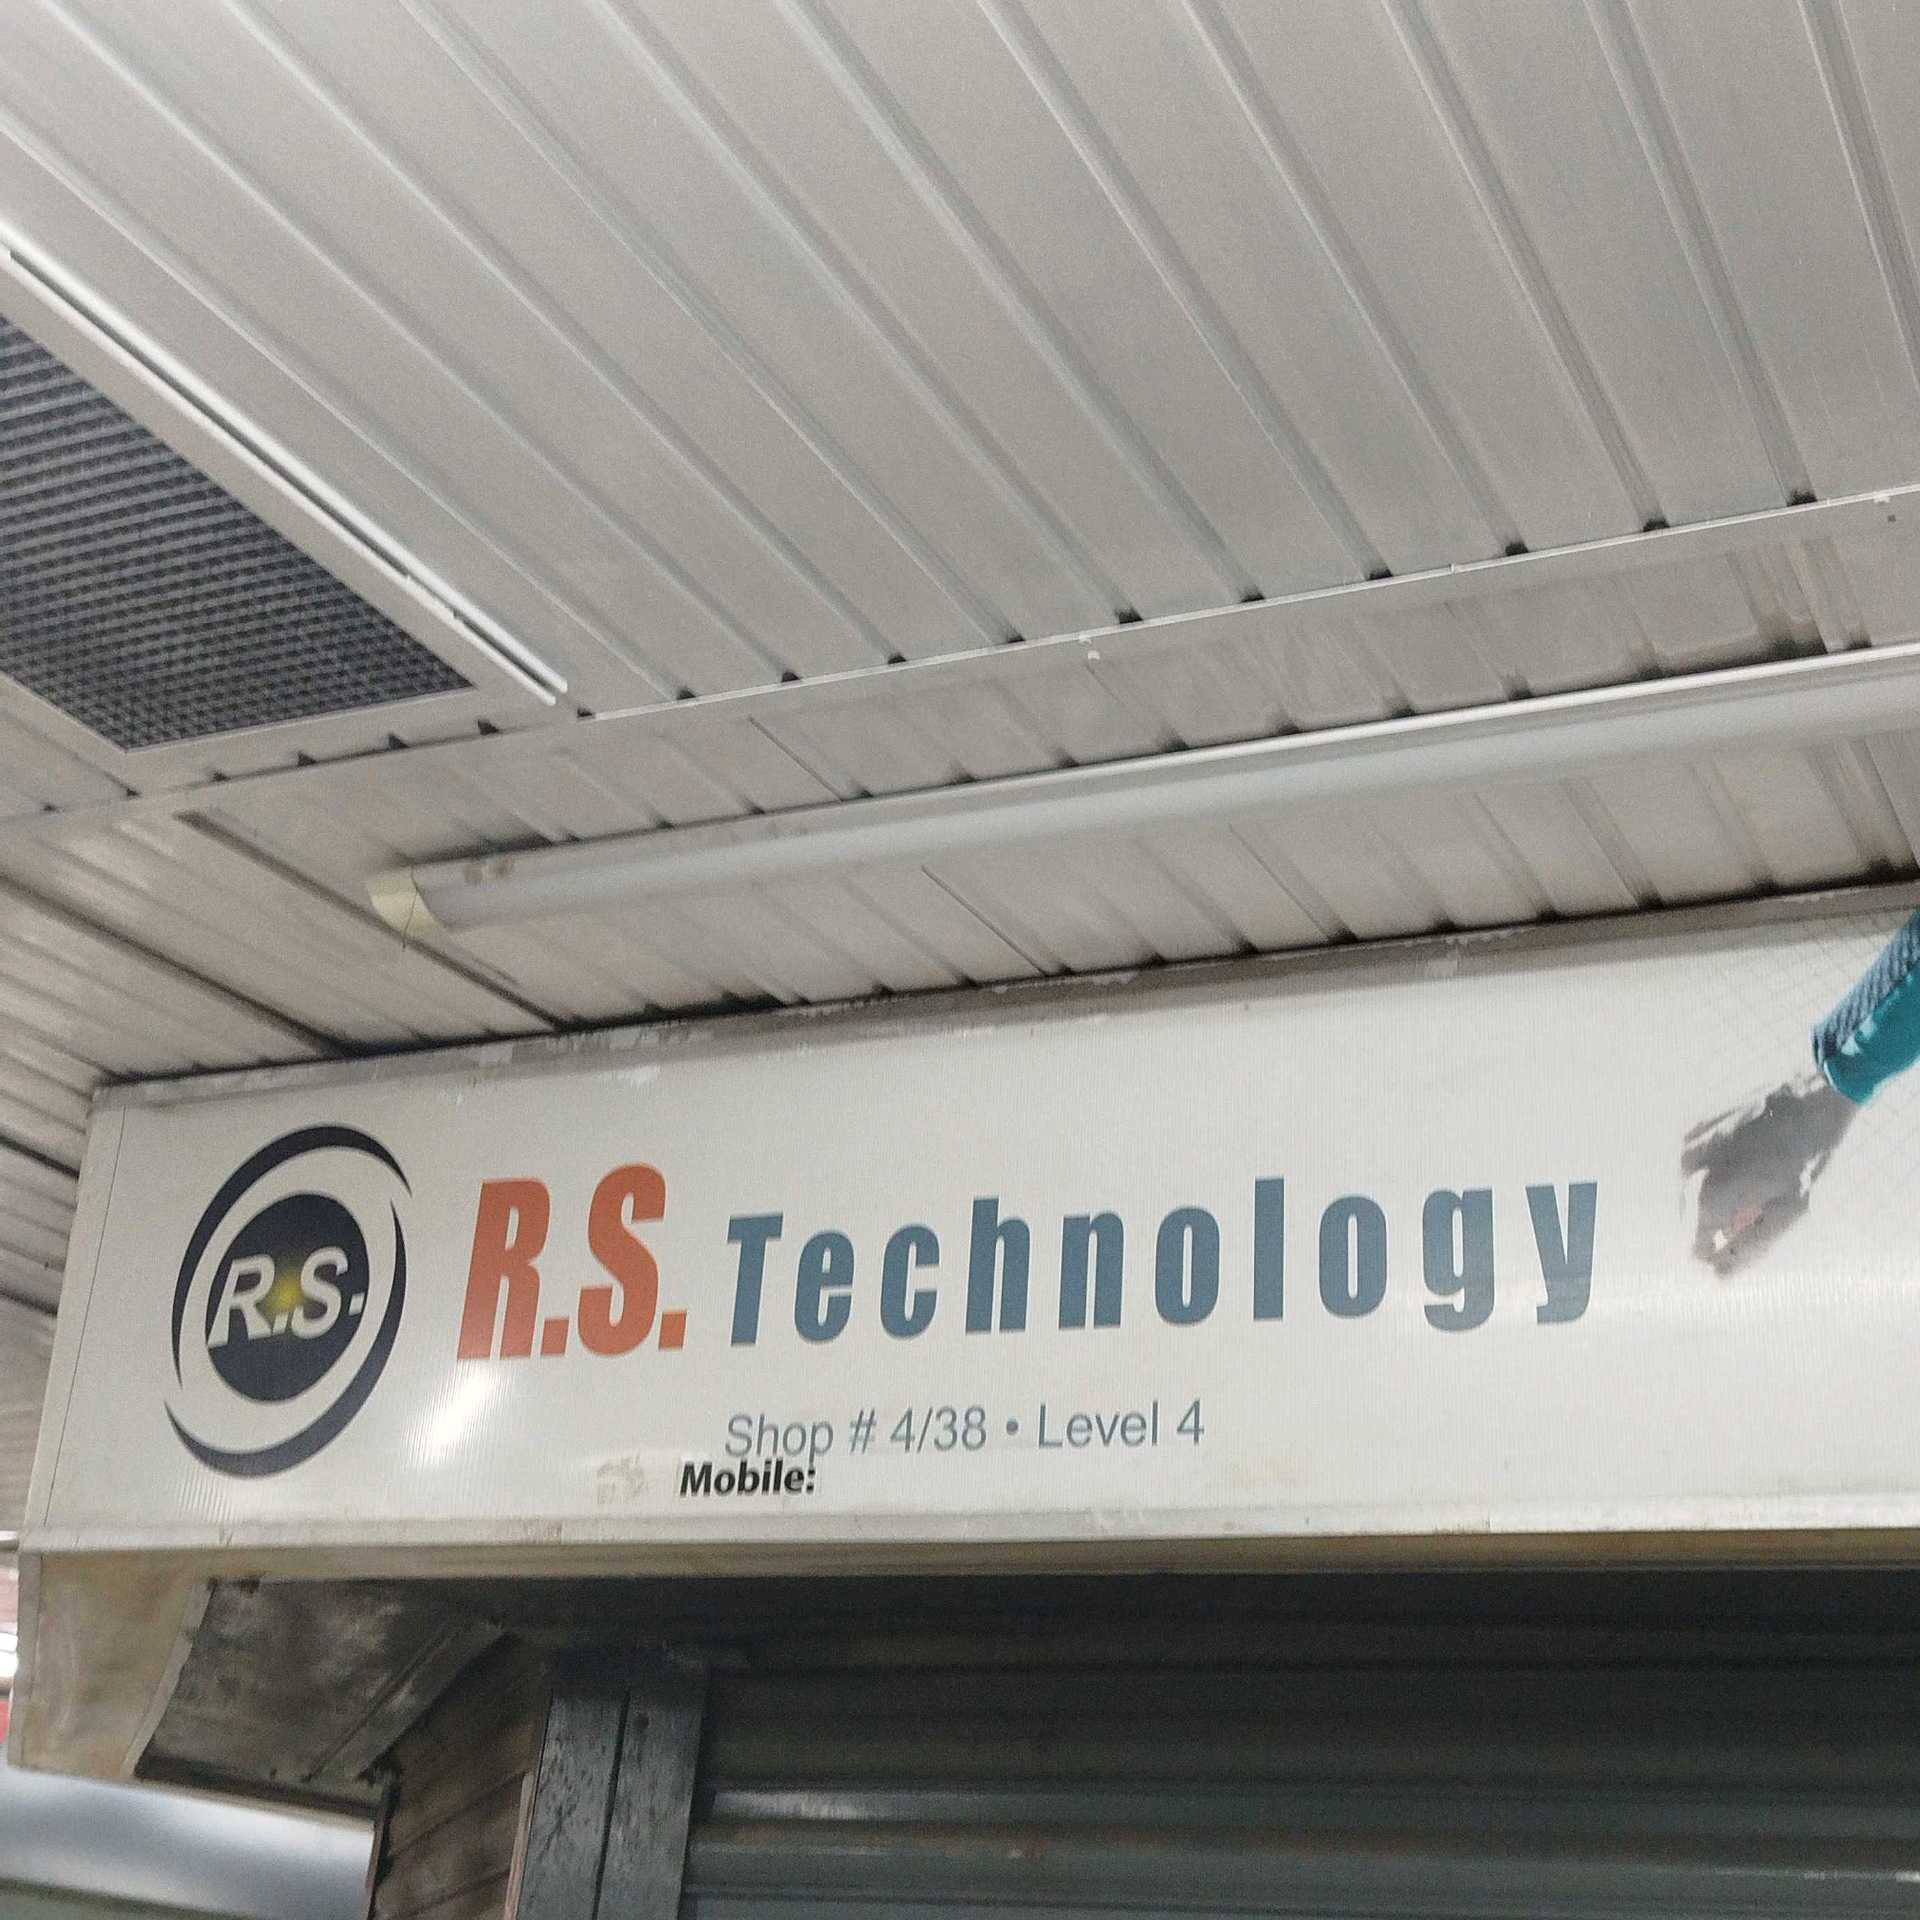 R.S.
R.S. Technology
Shop # 4/38 • Level 4
Mobile: